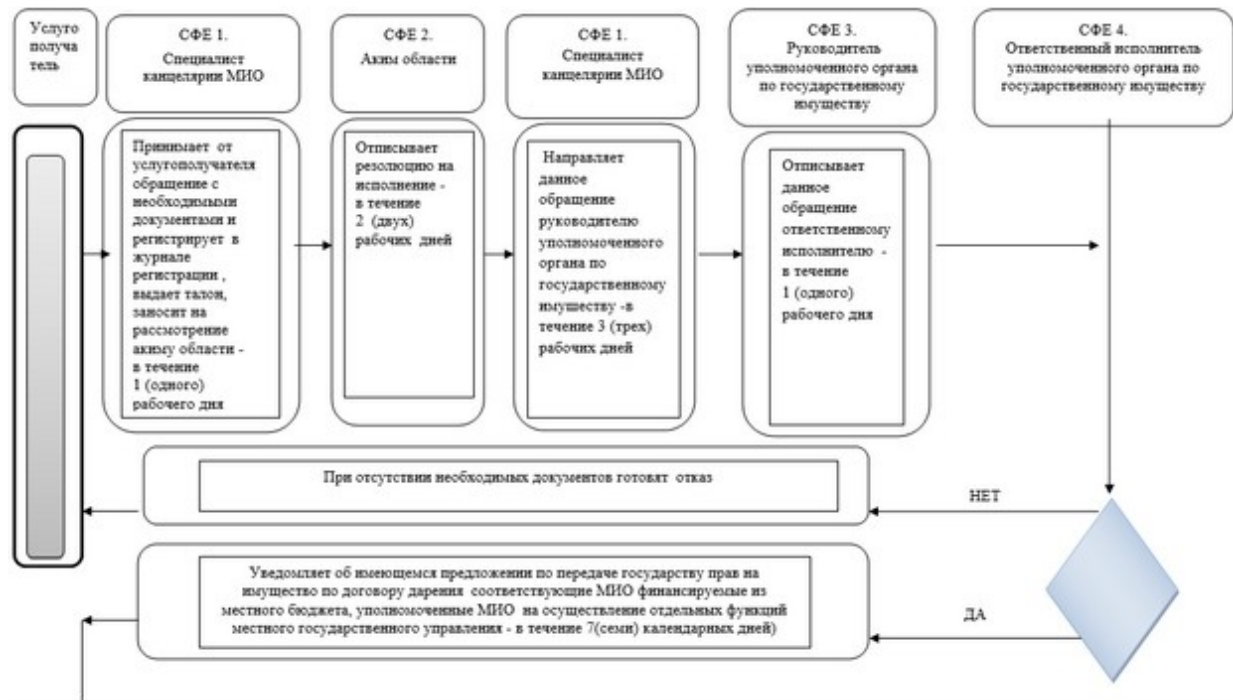 Услуго
получа
тель
СФЕ 1.
Специалист
канцелярии МИО
СФЕ 2.
Аким области
СФЕ 1.
Специалист
канцелярии МИО
СФЕ 3.
Руководитель
уполномоченного органа
по государственному
имуществу
СФЕ 4.
Ответственный исполнитель
уполномоченного органа по
государственному имуществу
Принимает от
услугополучателя
обращение с
необходимыми
документами и
регистрирует в
журнале
регистрации ,
выдает талон,
заносит на
рассмотрение
акиму области -
в течение
1 (одного)
рабочего дня
Отписывает
резолюцию на
исполнение -
в течение
2 (двух)
рабочих дней
Направляет
данное
обращение
руководителю
уполномоченного
органа по
государственному
имуществу -в
течение 3 (трех)
рабочих дней
Отписывает
данное
обращение
ответственному
исполнителю -
в течение
1 (одного)
рабочего дня
При отсутствии необходимых документов готовят отказ
НЕТ
Уведомляет об имеющемся предложении по передаче государству прав на
имущество по договору дарения соответствующие МИО финансируемые из
местного бюджета, уполномоченные МИО на осуществление отдельных функций
местного государственного управления - в течение 7(семи) календарных дней)
ДА